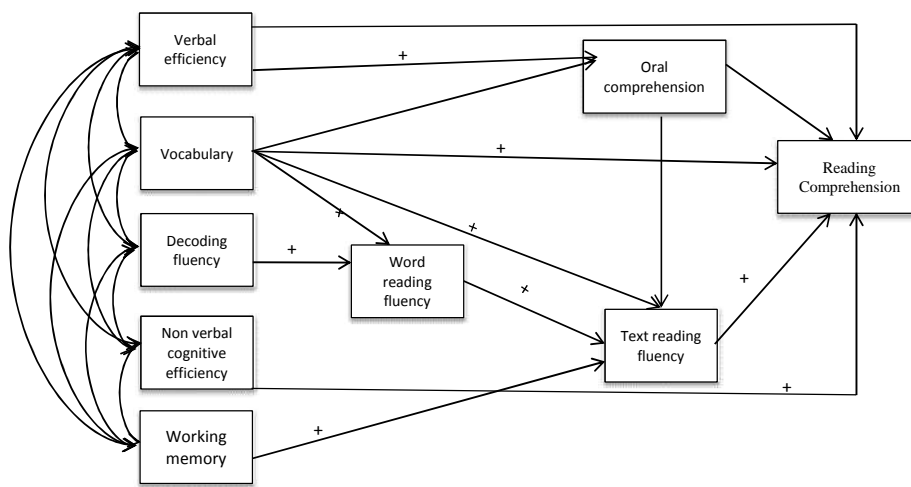 Verbal
efficiency
+
Oral
comprehension
Vocabulary
+
Reading
Comprehension
+
+
Decoding
fluency
+
Word
reading
fluency
+
+
Non verbal
cognitive
efficiency
Text reading
fluency
+
Working
memory
+